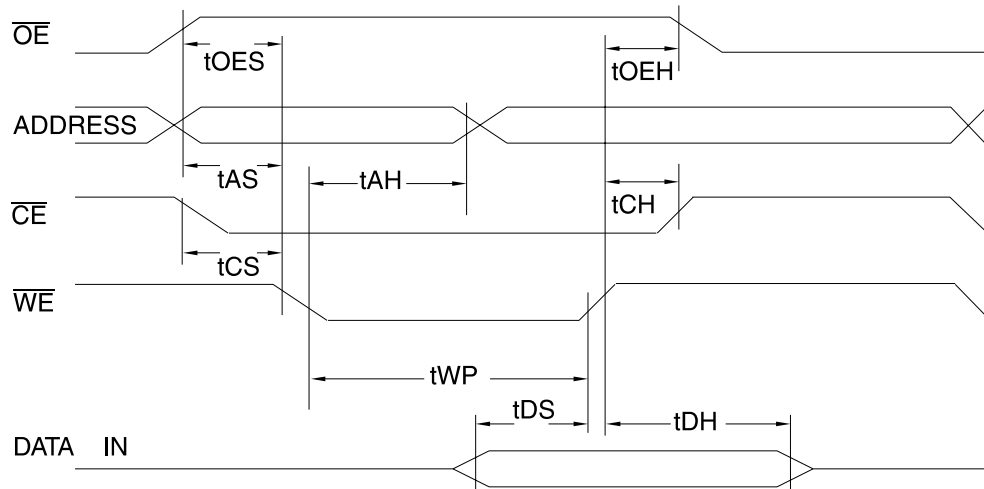 OE
tOES
tOEH
ADDRESS
tAS
tAH
tCH
CE
tCS
WE
tWP
tDS
tDH
DATA IN